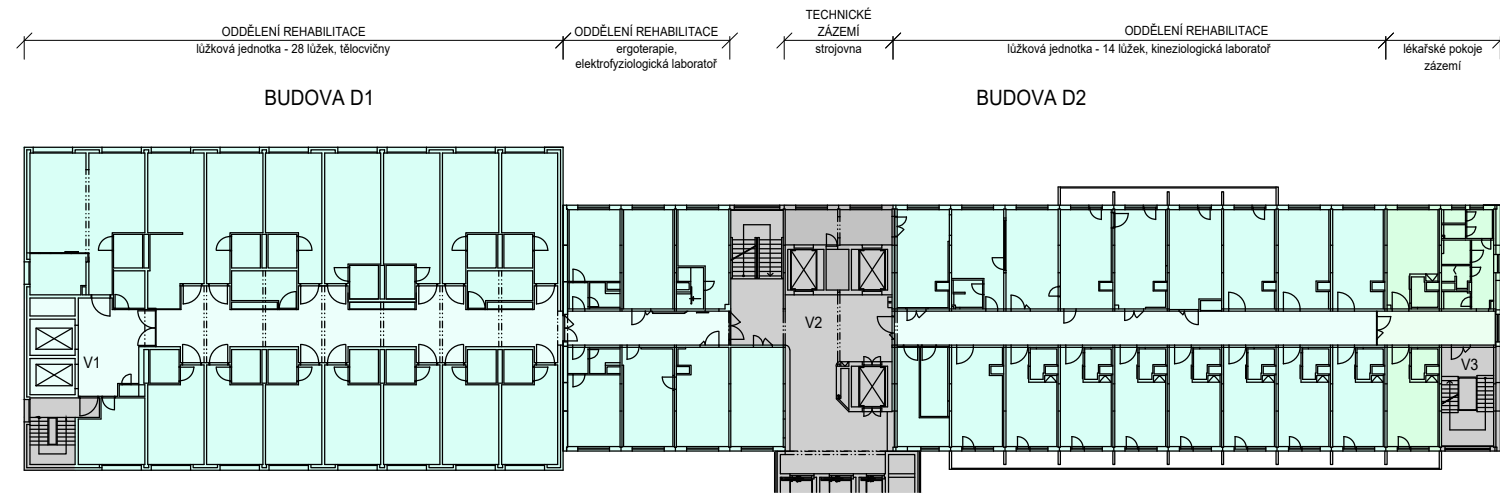 ODDĚLENÍ REHABILITACE
lůžková jednotka - 28 lůžek, tělocvičny
ODDĚLENÍ REHABILITACE
ergoterapie,
elektrofyziologická laboratoř
TECHNICKÉ
ZÁZEMÍ
strojovna
ODDĚLENÍ REHABILITACE
lůžková jednotka - 14 lůžek, kineziologická laboratoř
lékařské pokoje
zázemí
BUDOVA D1
BUDOVA D2
V1
V2
V3